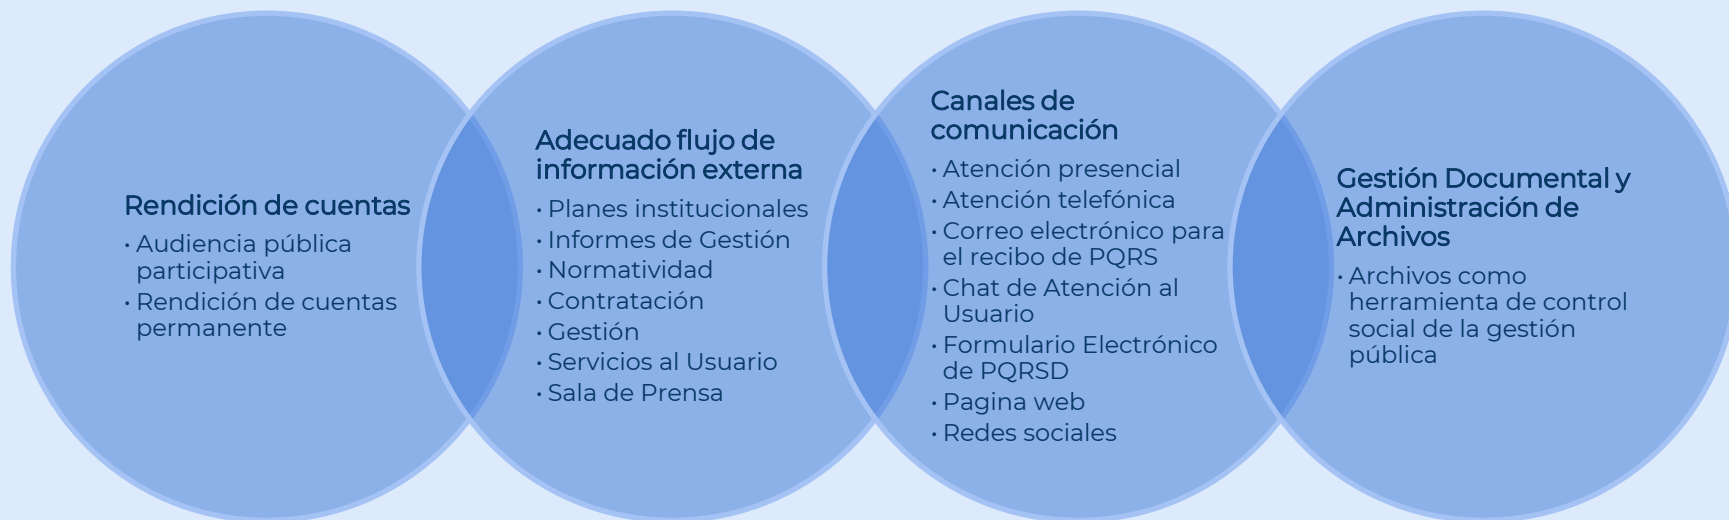 Rendición de cuentas
· Audiencia pública
participativa
· Rendición de cuentas
permanente
Adecuado flujo de
información externa
· Planes institucionales
· Informes de Gestión
· Normatividad
· Contratación
· Gestión
· Servicios al Usuario
· Sala de Prensa
Canales de
comunicación
· Atención presencial
· Atención telefónica
· Correo electrónico para
el recibo de PQRS
· Chat de Atención al
Usuario
· Formulario Electrónico
de PQRSD
· Pagina web
· Redes sociales
Gestión Documental y
Administración de
Archivos
· Archivos como
herramienta de control
social de la gestión
pública